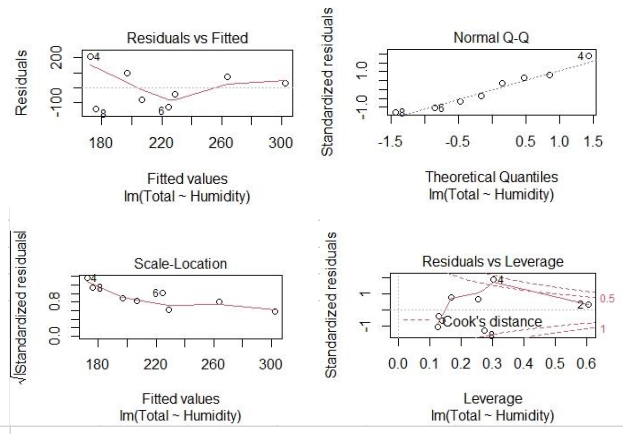 Residuals vs Fitted
Residuals
200
-100
4
8
6
180 220 260 300
Fitted values
lm(Total ~ Humidity)
Normal Q-Q
Standardized residuals
1.0
-1.0
4
8
6
-1.5 -0.5 0.5 1.0 1.5
Theoretical Quantiles
lm(Total ~ Humidity)
Scale-Location
√|Standardized residuals|
0.8
0.0
4
8
6
180 220 260 300
Fitted values
lm(Total ~ Humidity)
Residuals vs Leverage
Standardized residuals
1
-1
4
2
8
Cook's distance
0.5
1
0.0 0.1 0.2 0.3 0.4 0.5 0.6
Leverage
lm(Total ~ Humidity)